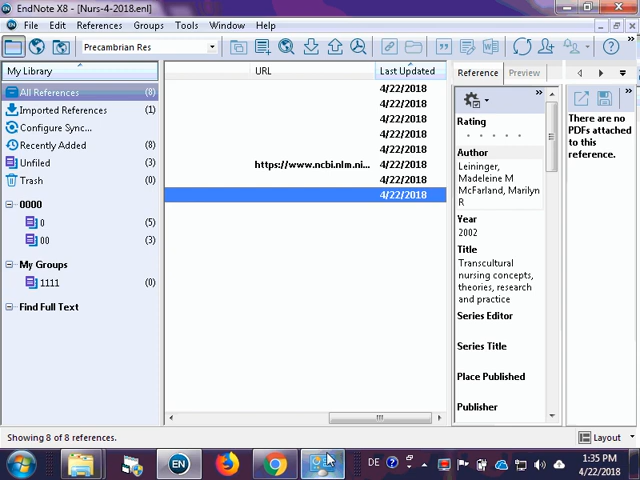 EndNote X8 - [Nurs-4-2018.enl]
File Edit References Groups Tools Window Help
Precambrian Res
My Library
All References (8)
Imported References (1)
Configure Sync...
Recently Added (8)
Unfiled (3)
Trash (0)
0000
0 (5)
00 (3)
My Groups
1111 (0)
Find Full Text
URL Last Updated
4/22/2018
4/22/2018
4/22/2018
4/22/2018
4/22/2018
https://www.ncbi.nlm.ni... 4/22/2018
4/22/2018
4/22/2018
Reference Preview
Rating
Author
Leininger,
Madeleine M
McFarland, Marilyn
R
Year
2002
Title
Transcultural
nursing concepts,
theories, research
and practice
Series Editor
Series Title
Place Published
Publisher
There are no
PDFs attached
to this
reference.
Showing 8 of 8 references.
Layout
EN
DE
1:35 PM
4/22/2018